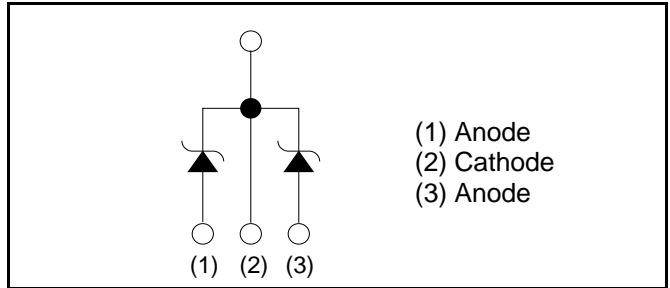 (1) Anode
(2) Cathode
(3) Anode
(1) (2) (3)